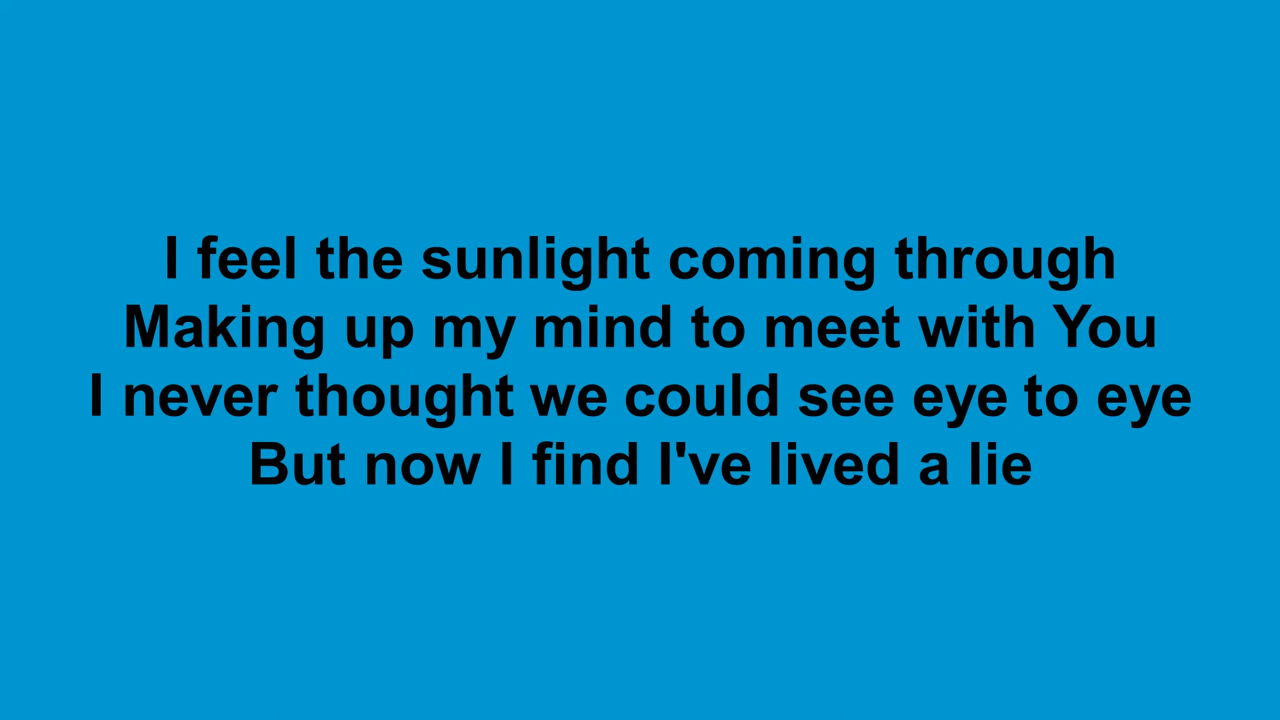 I feel the sunlight coming through
Making up my mind to meet with You
I never thought we could see eye to eye
But now I find I've lived a lie